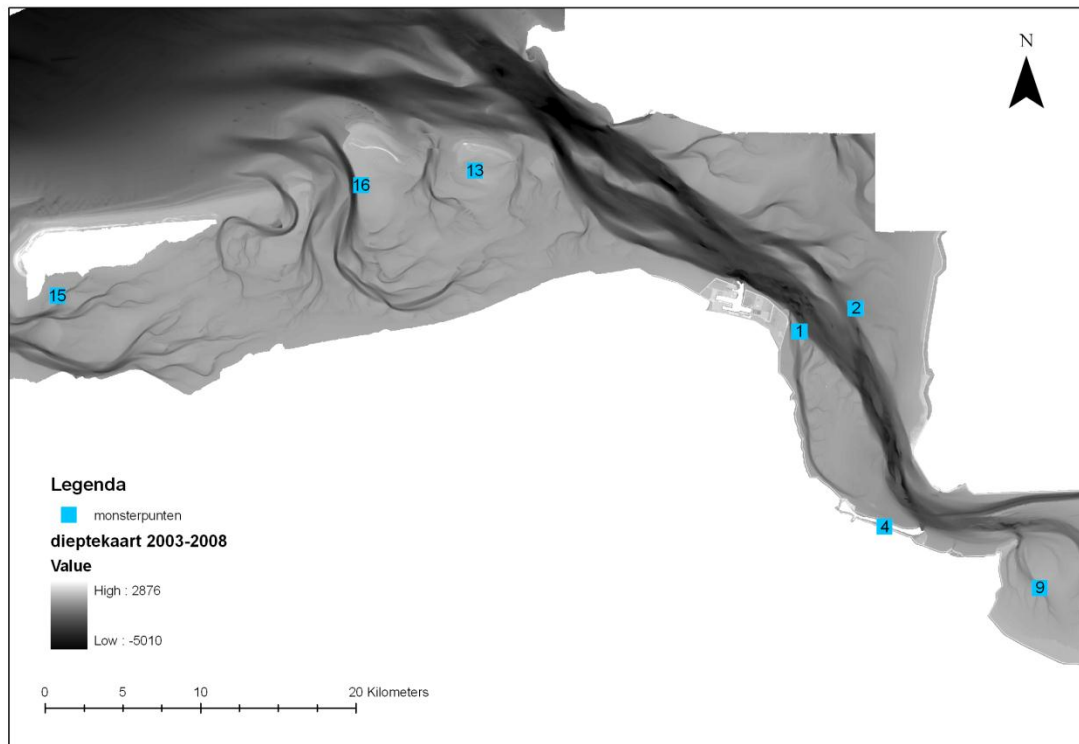 N
13
16
15
2
1
4
9
Legenda
monsterpunten
dieptekaart 2003-2008
Value
High : 2876
Low : -5010
0 5 10 20 Kilometers